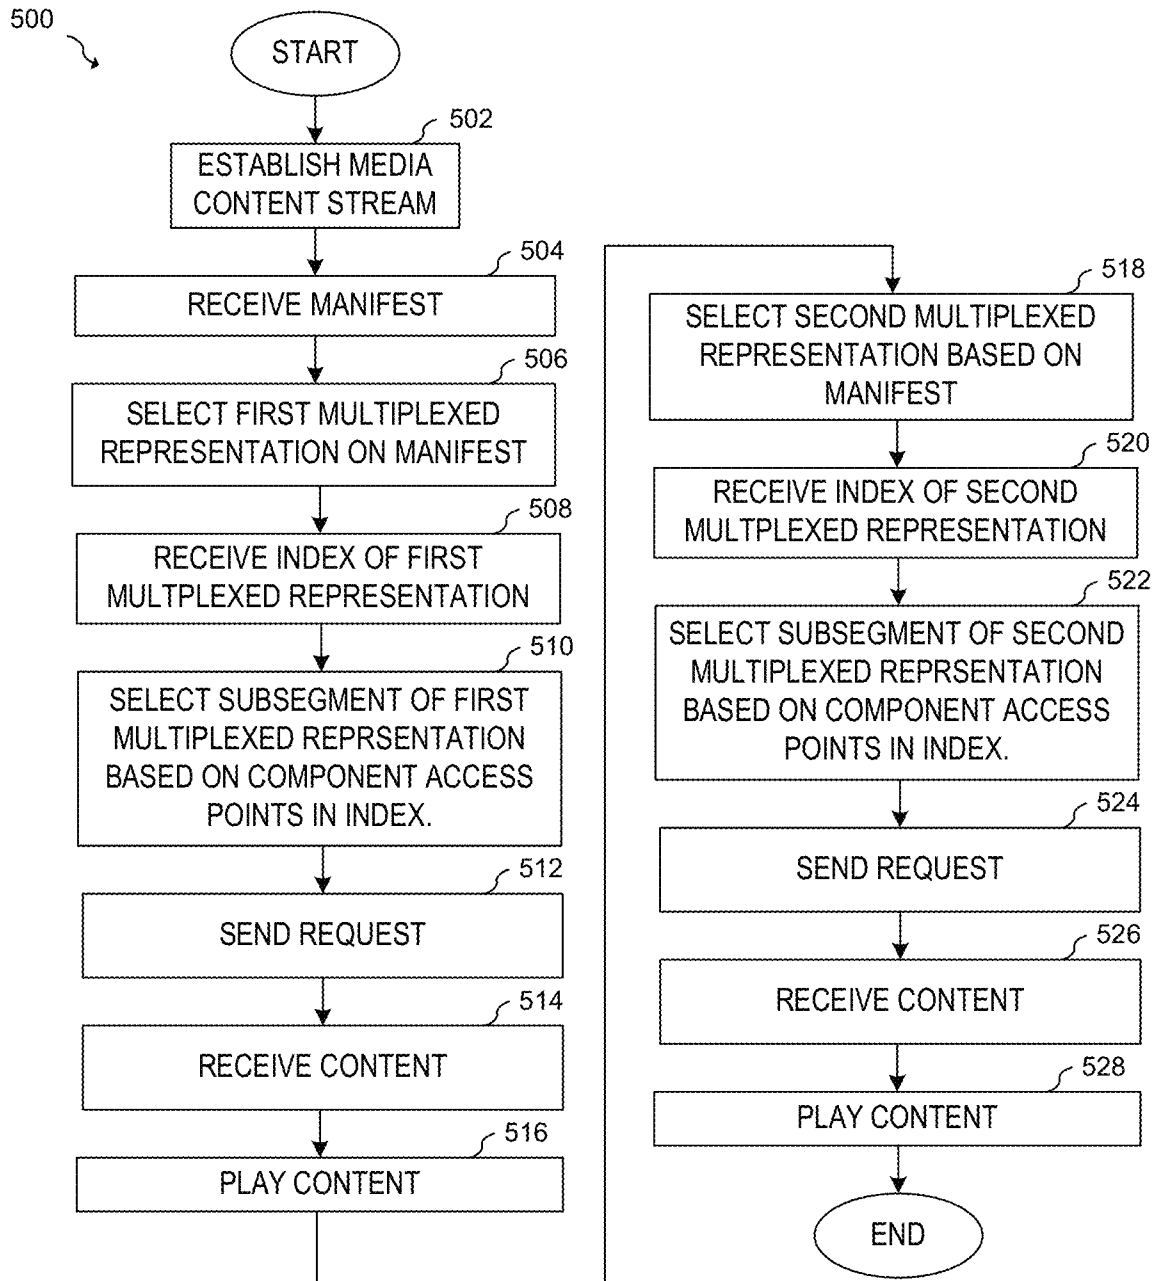 500
START
502
ESTABLISH MEDIA
CONTENT STREAM
504
RECEIVE MANIFEST
506
SELECT FIRST MULTIPLEXED
REPRESENTATION ON MANIFEST
508
RECEIVE INDEX OF FIRST
MULTPLEXED REPRESENTATION
510
SELECT SUBSEGMENT OF FIRST
MULTIPLEXED REPRSENTATION
BASED ON COMPONENT ACCESS
POINTS IN INDEX.
512
SEND REQUEST
514
RECEIVE CONTENT
516
PLAY CONTENT
518
SELECT SECOND MULTIPLEXED
REPRESENTATION BASED ON
MANIFEST
520
RECEIVE INDEX OF SECOND
MULTPLEXED REPRESENTATION
522
SELECT SUBSEGMENT OF SECOND
MULTIPLEXED REPRSENTATION
BASED ON COMPONENT ACCESS
POINTS IN INDEX.
524
SEND REQUEST
526
RECEIVE CONTENT
528
PLAY CONTENT
END